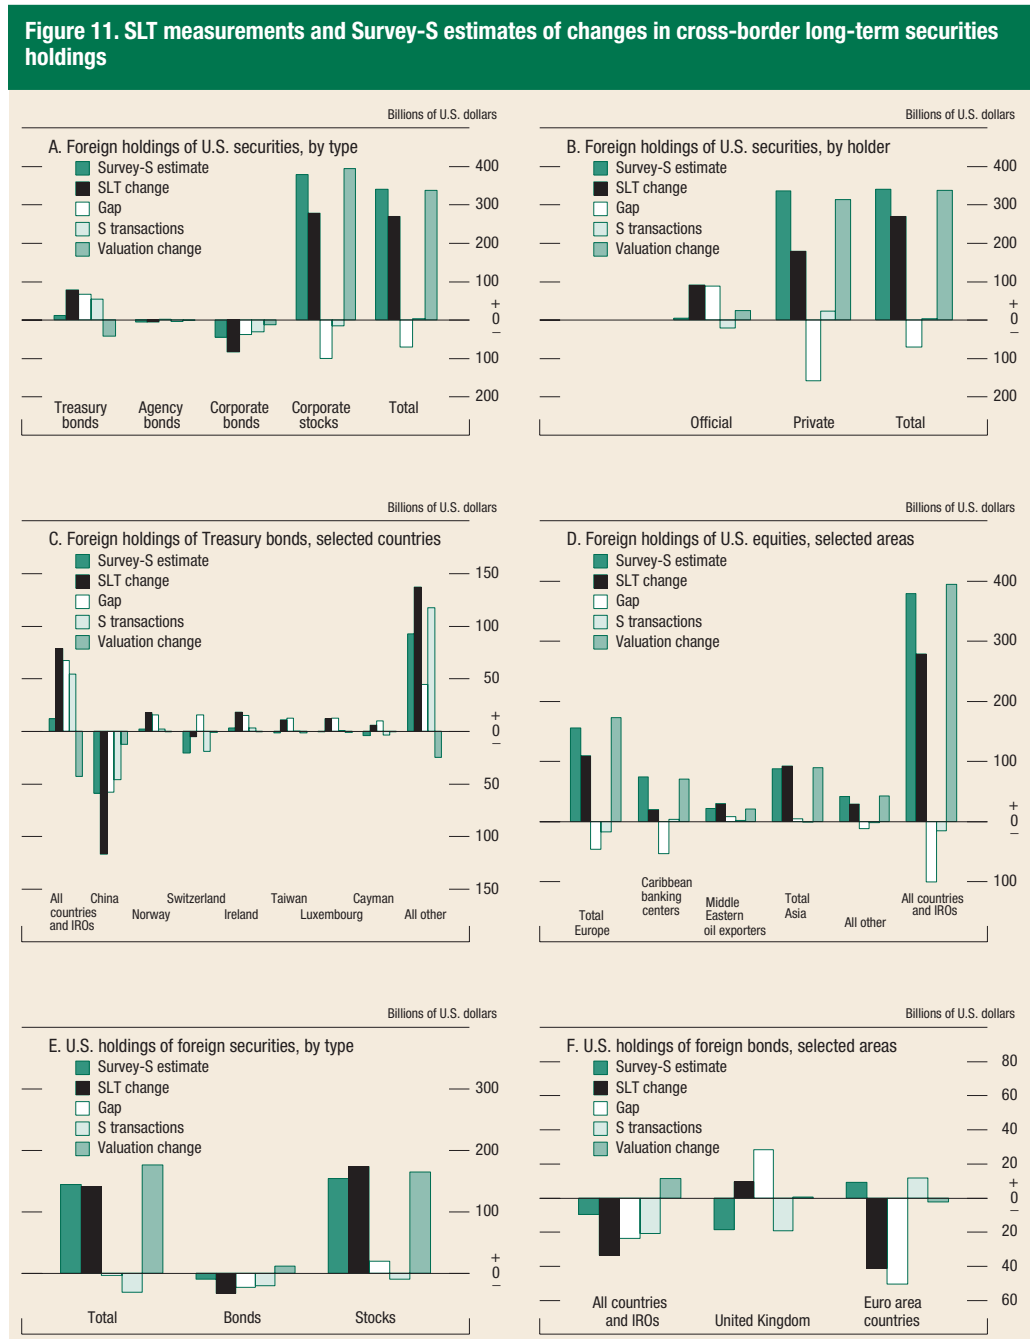 Figure 11. SLT measurements and Survey-S estimates of changes in cross-border long-term securities
holdings
Billions of U.S. dollars
A. Foreign holdings of U.S. securities, by type
Survey-S estimate
SLT change
Gap
S transactions
Valuation change
400
300
200
100
+
0
–
100
200
Treasury
bonds
Agency
bonds
Corporate
bonds
Corporate
stocks
Total
Billions of U.S. dollars
B. Foreign holdings of U.S. securities, by holder
Survey-S estimate
SLT change
Gap
S transactions
Valuation change
400
300
200
100
+
0
–
100
200
Official
Private
Total
Billions of U.S. dollars
C. Foreign holdings of Treasury bonds, selected countries
Survey-S estimate
SLT change
Gap
S transactions
Valuation change
150
100
50
+
0
–
50
100
150
All
countries
and IROs
China
Norway
Switzerland
Ireland
Taiwan
Luxembourg
Cayman
All other
Billions of U.S. dollars
D. Foreign holdings of U.S. equities, selected areas
Survey-S estimate
SLT change
Gap
S transactions
Valuation change
400
300
200
100
+
0
–
100
Total
Europe
Caribbean
banking
centers
Middle
Eastern
oil exporters
Total
Asia
All other
All countries
and IROs
Billions of U.S. dollars
E. U.S. holdings of foreign securities, by type
Survey-S estimate
SLT change
Gap
S transactions
Valuation change
300
200
100
+
0
–
Total
Bonds
Stocks
Billions of U.S. dollars
F. U.S. holdings of foreign bonds, selected areas
Survey-S estimate
SLT change
Gap
S transactions
Valuation change
80
60
40
20
+
0
–
20
40
60
All countries
and IROs
United Kingdom
Euro area
countries